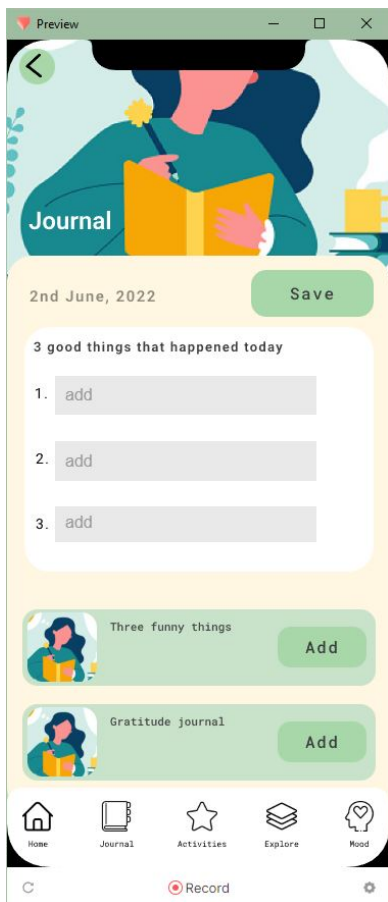 Preview
Journal
2nd June, 2022
Save
3 good things that happened today
1. add
2. add
3. add
Three funny things
Add
Gratitude journal
Add
Home Journal Activities Explore Mood
Record